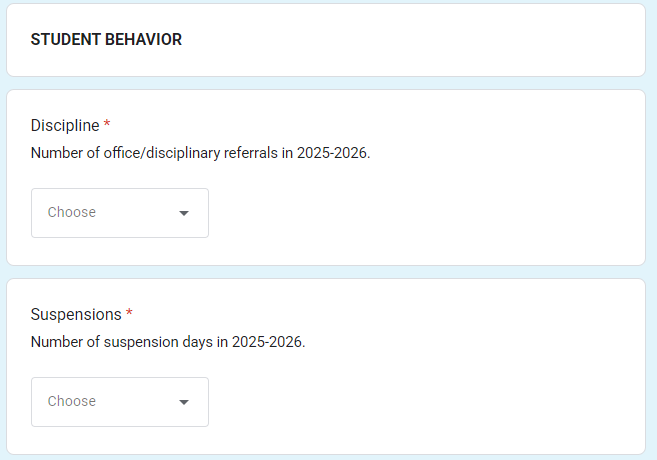 STUDENT BEHAVIOR
Discipline *
Number of office/disciplinary referrals in 2025-2026.
Choose
Suspensions *
Number of suspension days in 2025-2026.
Choose